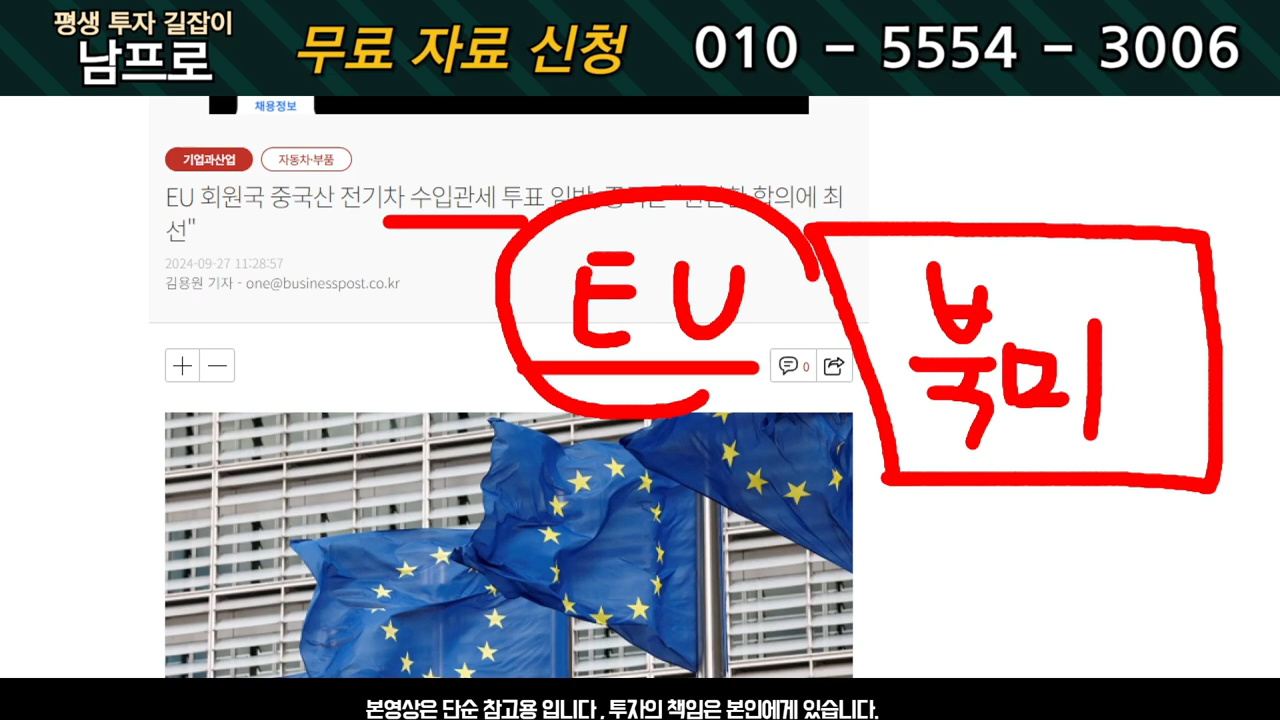 평생 투자 길잡이
남프로
무료 자료 신청
010 - 5554 - 3006
채용정보
기업과산업
자동차·부품
EU 회원국 중국산 전기차 수입관세 투표 임박, 합의에 최
선"
2024-09-27 11:28:57
김용원 기자 - one@businesspost.co.kr
EU
북미
0
본영상은 단순 참고용 입니다 , 투자의 책임은 본인에게 있습니다.